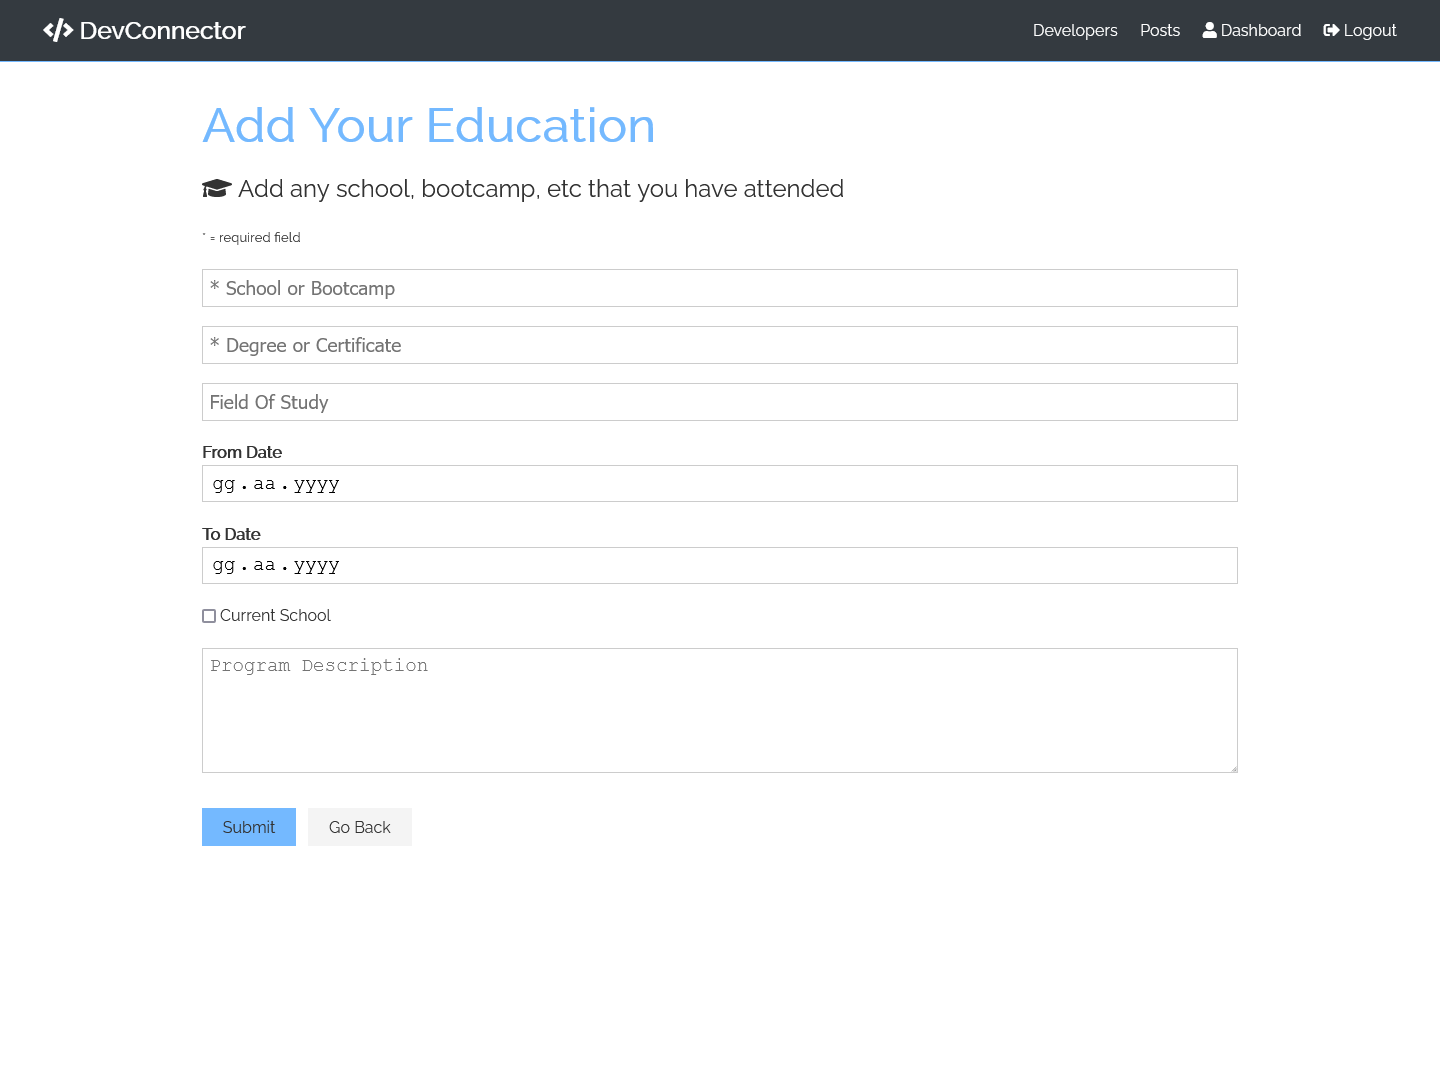 DevConnector
Developers Posts Dashboard Logout
Add Your Education
Add any school, bootcamp, etc that you have attended
* = required field
* School or Bootcamp
* Degree or Certificate
Field Of Study
From Date
gg.aa.yyyy
To Date
gg.aa.yyyy
Current School
Program Description
Submit Go Back